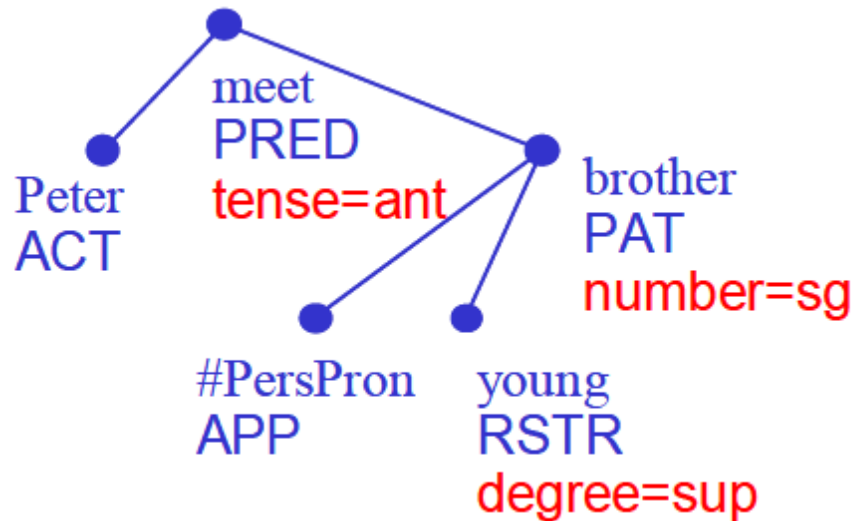 meet
PRED
tense=ant
Peter
ACT
brother
PAT
number=sg
#PersPron
APP
young
RSTR
degree=sup